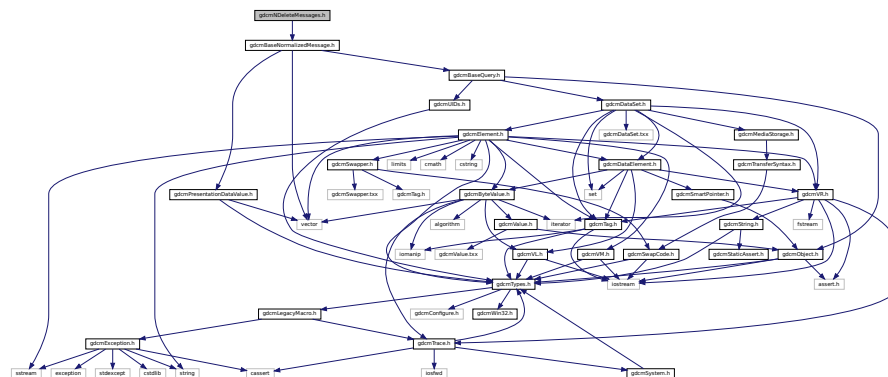 gdcmNDeleteMessages.h
gdcmBaseNormalizedMessage.h
gdcmBaseQuery.h
gdcmUIDs.h
gdcmDataSet.h
gdcmElement.h
gdcmDataSet.txx
gdcmMediaStorage.h
gdcmSwapper.h
limits
cmath
cstring
gdcmDataElement.h
gdcmTransferSyntax.h
gdcmPresentationDataValue.h
gdcmSwapper.txx
gdcmTag.h
gdcmByteValue.h
set
gdcmSmartPointer.h
gdcmVR.h
vector
algorithm
gdcmValue.h
iterator
gdcmTag.h
gdcmString.h
fstream
iomanip
gdcmValue.txx
gdcmVL.h
gdcmVM.h
gdcmSwapCode.h
gdcmStaticAssert.h
gdcmObject.h
gdcmTypes.h
iostream
assert.h
gdcmLegacyMacro.h
gdcmConfigure.h
gdcmWin32.h
gdcmException.h
gdcmTrace.h
sstream
exception
stdexcept
cstdlib
string
cassert
iosfwd
gdcmSystem.h